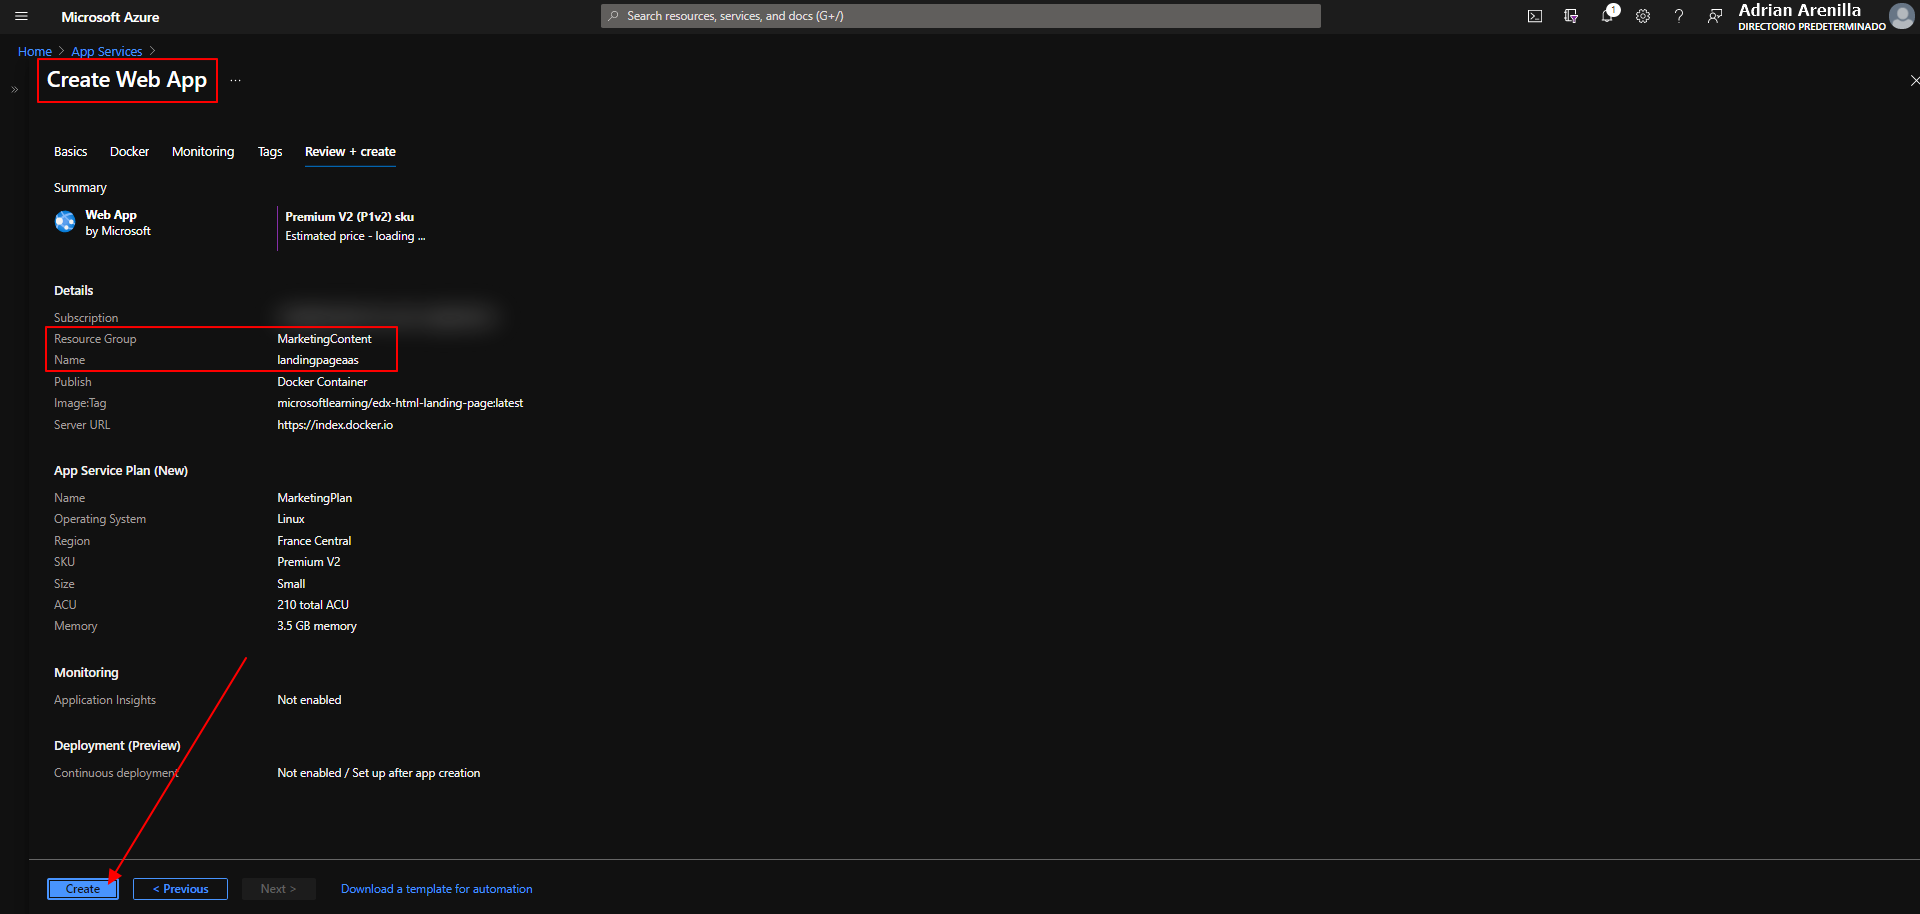 Microsoft Azure
Search resources, services, and docs (G+/)
1
Adrian Arenilla
DIRECTORIO PREDETERMINADO
Home > App Services >
Create Web App ...
Basics Docker Monitoring Tags Review + create
Summary
Web App
by Microsoft
Premium V2 (P1v2) sku
Estimated price - loading ...
Details
Subscription
Resource Group MarketingContent
Name landingpageaas
Publish Docker Container
Image:Tag microsoftlearning/edx-html-landing-page:latest
Server URL https://index.docker.io
App Service Plan (New)
Name MarketingPlan
Operating System Linux
Region France Central
SKU Premium V2
Size Small
ACU 210 total ACU
Memory 3.5 GB memory
Monitoring
Application Insights Not enabled
Deployment (Preview)
Continuous deployment Not enabled / Set up after app creation
Create < Previous Next > Download a template for automation